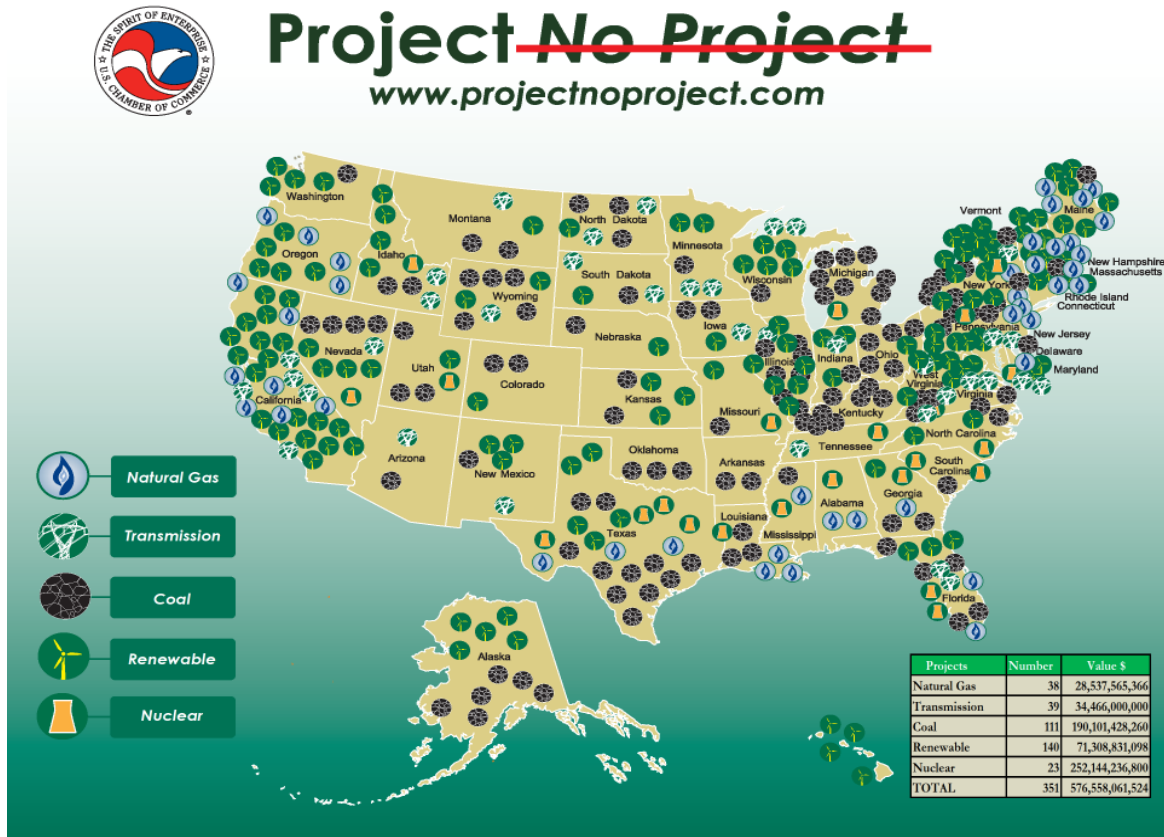 THE SPIRIT OF ENTERPRISE
U.S. CHAMBER OF COMMERCE
®
Project No Project
www.projectnoproject.com
Washington
Montana
North Dakota
Minnesota
Vermont
Maine
Oregon
Idaho
South Dakota
Wisconsin
Michigan
New York
New Hampshire
Massachusetts
Rhode Island
Connecticut
Wyoming
Nebraska
Iowa
Pennsylvania
New Jersey
Nevada
Utah
Colorado
Illinois
Indiana
Ohio
Delaware
Maryland
California
Kansas
Missouri
Kentucky
West
Virginia
Virginia
Arizona
New Mexico
Oklahoma
Arkansas
Tennessee
North Carolina
South
Carolina
Texas
Louisiana
Mississippi
Alabama
Georgia
Florida
Alaska
Natural Gas
Transmission
Coal
Renewable
Nuclear
Projects Number Value $
Natural Gas 38 28,537,565,366
Transmission 39 34,466,000,000
Coal 111 190,101,428,260
Renewable 140 71,308,831,098
Nuclear 23 252,144,236,800
TOTAL 351 576,558,061,524